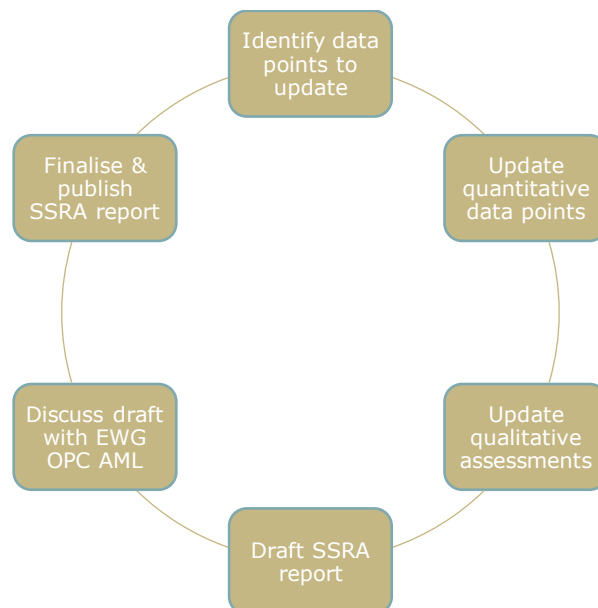 Identify data
points to
update
Update
quantitative
data points
Update
qualitative
assessments
Draft SSRA
report
Discuss draft
with EWG
OPC AML
Finalise &
publish
SSRA report